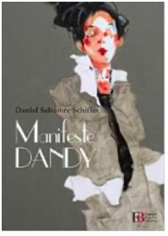 Daniel Salvatore Schiffer
Manifeste
DANDY